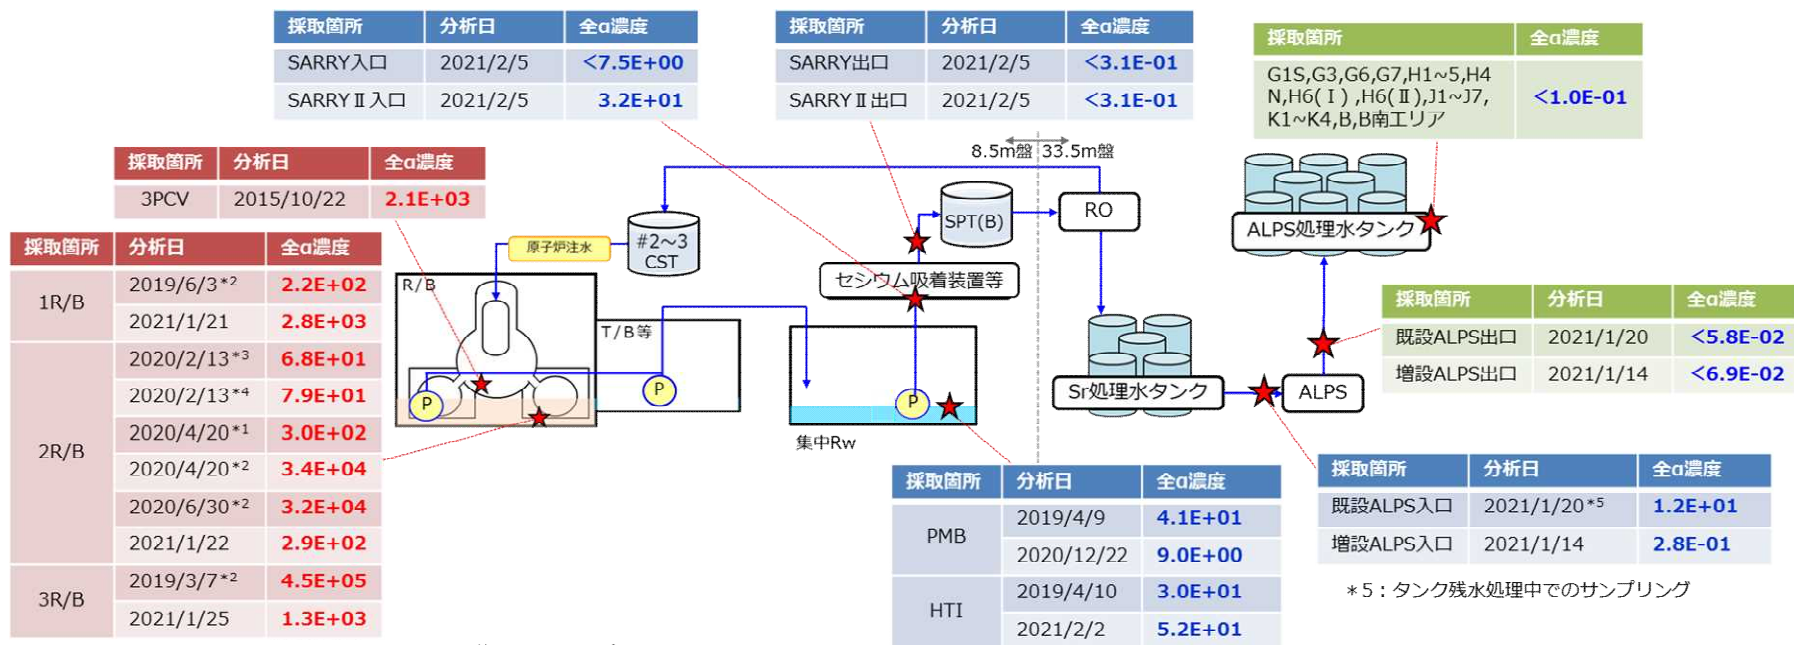 採取箇所 分析日 全α濃度
SARRY入口 2021/2/5 <7.5E+00
SARRYⅡ入口 2021/2/5 3.2E+01
採取箇所 分析日 全α濃度
SARRY出口 2021/2/5 <3.1E-01
SARRYⅡ出口 2021/2/5 <3.1E-01
採取箇所 全α濃度
G1S,G3,G6,G7,H1~5,H4
N,H6(Ⅰ),H6(Ⅱ),J1~J7,
K1~K4,B,B南エリア
<1.0E-01
採取箇所 分析日 全α濃度
3PCV 2015/10/22 2.1E+03
採取箇所 分析日 全α濃度
1R/B
2019/6/3*2 2.2E+02
2021/1/21 2.8E+03
2R/B
2020/2/13*3 6.8E+01
2020/2/13*4 7.9E+01
2020/4/20*1 3.0E+02
2020/4/20*2 3.4E+04
2020/6/30*2 3.2E+04
2021/1/22 2.9E+02
3R/B
2019/3/7*2 4.5E+05
2021/1/25 1.3E+03
8.5m盤 33.5m盤
原子炉注水
#2~3
CST
SPT(B)
RO
セシウム吸着装置等
R/B
T/B等
P
P
P
集中Rw
ALPS処理水タンク
Sr処理水タンク
ALPS
採取箇所 分析日 全α濃度
既設ALPS出口 2021/1/20 <5.8E-02
増設ALPS出口 2021/1/14 <6.9E-02
採取箇所 分析日 全α濃度
PMB
2019/4/9 4.1E+01
2020/12/22 9.0E+00
HTI
2019/4/10 3.0E+01
2021/2/2 5.2E+01
採取箇所 分析日 全α濃度
既設ALPS入口 2021/1/20*5 1.2E+01
増設ALPS入口 2021/1/14 2.8E-01
*5:タンク残水処理中でのサンプリング